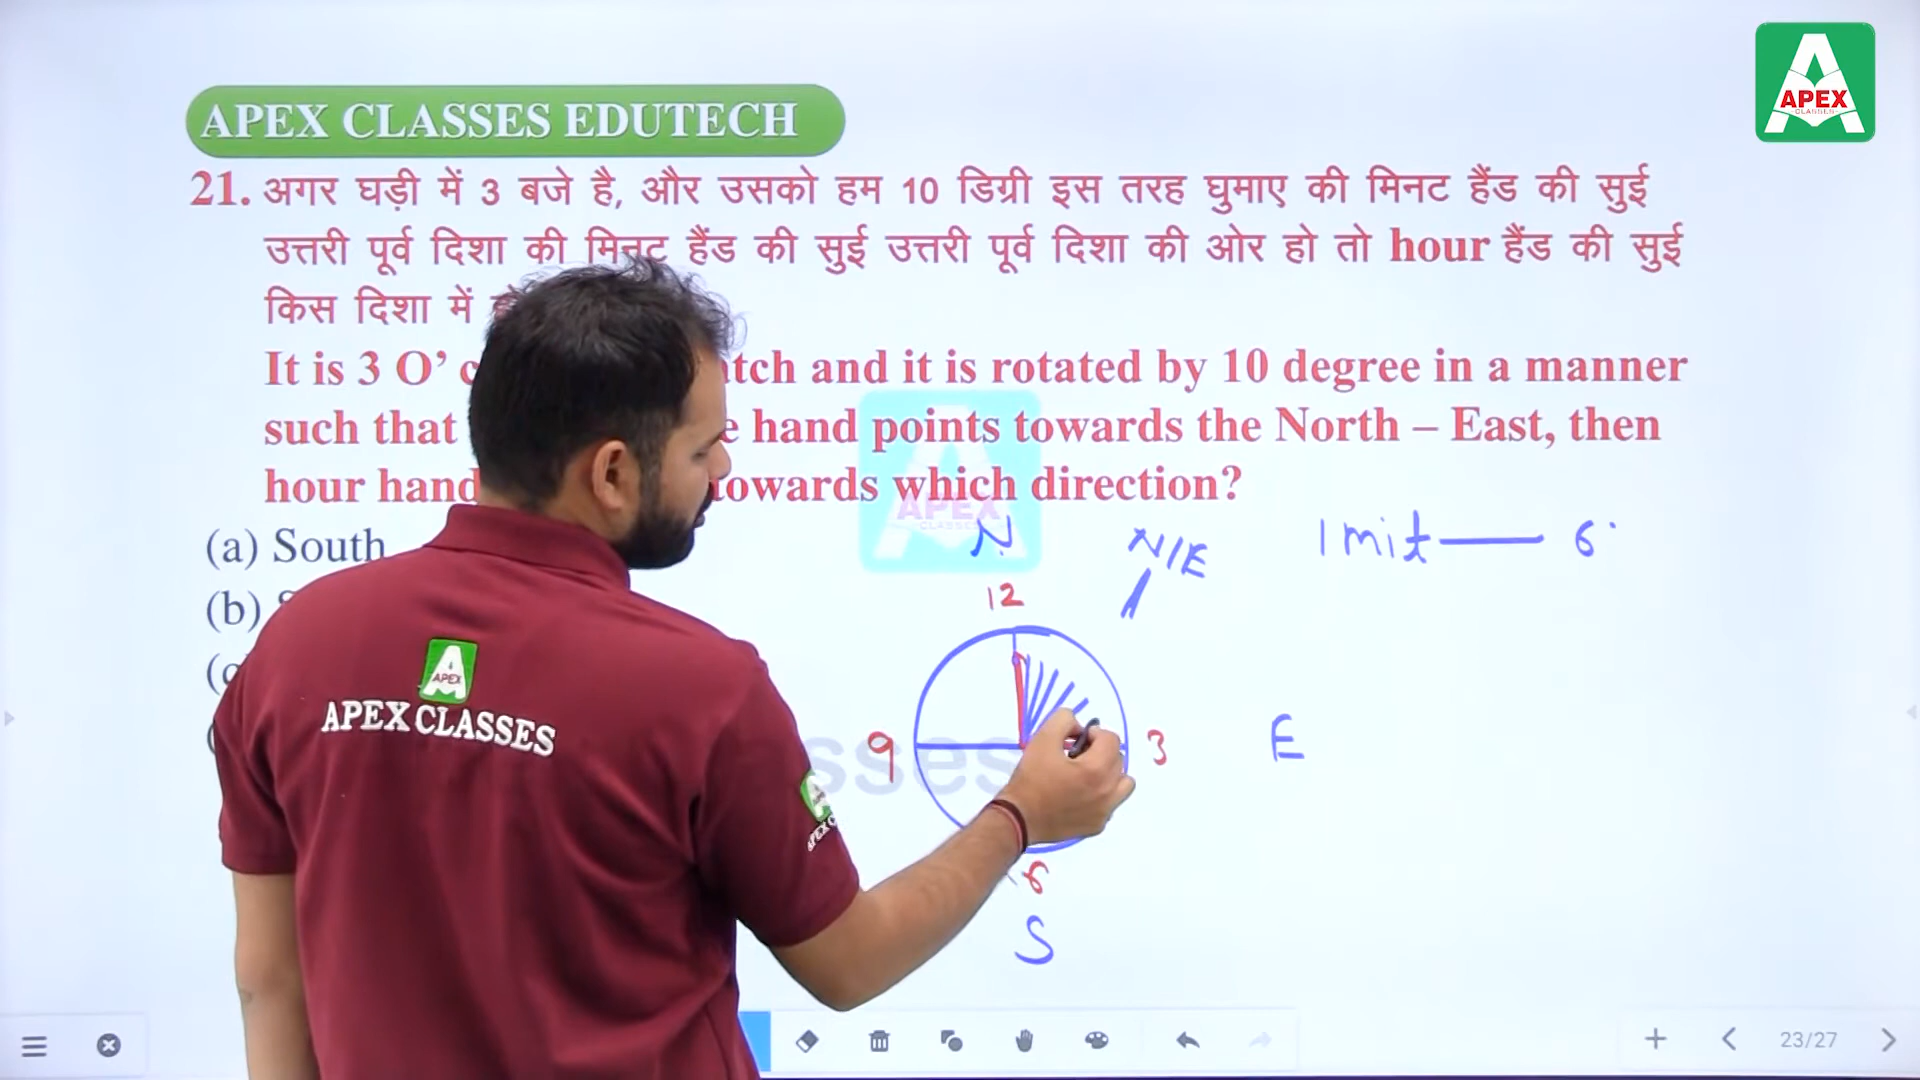 APEX CLASSES EDUTECH
APEX
CLASSES
21. अगर घड़ी में 3 बजे है, और उसको हम 10 डिग्री इस तरह घुमाए की मिनट हैंड की सुई
उत्तरी पूर्व दिशा की मिनट हैंड की सुई उत्तरी पूर्व दिशा की ओर हो तो hour हैंड की सुई
किस दिशा में
It is 3 O’ tch and it is rotated by 10 degree in a manner
such that hand points towards the North – East, then
hour hand towards which direction?
APEX
CLASSES
(a) South
(b)
N
N/E
1 mit — 6°
12
9
3
E
6
S
APEX
APEX CLASSES
23/27